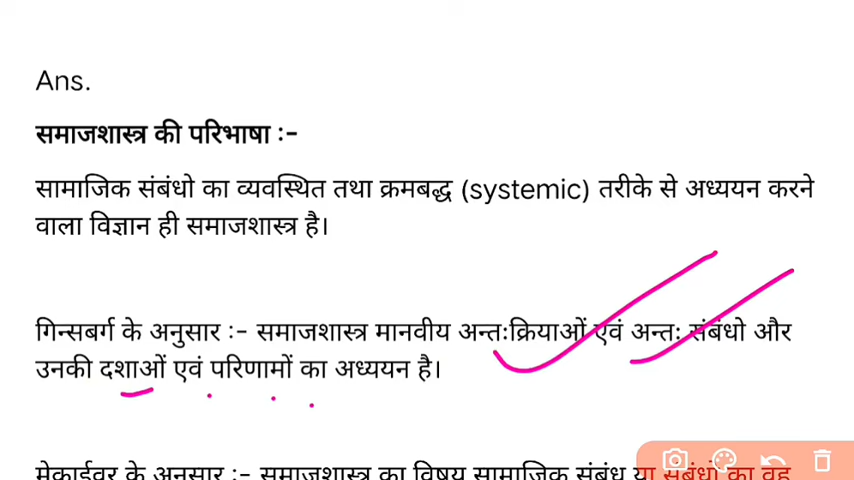 Ans.
समाजशास्त्र की परिभाषा :-
सामाजिक संबंधो का व्यवस्थित तथा क्रमबद्ध (systemic) तरीके से अध्ययन करने
वाला विज्ञान ही समाजशास्त्र है।
गिन्सबर्ग के अनुसार :- समाजशास्त्र मानवीय अन्त:क्रियाओं एवं अन्त: संबंधो और
उनकी दशाओं एवं परिणामों का अध्ययन है।
मेकाईवर के अनुसार :- समाजशास्त्र का विषय सामाजिक संबंध या संबंधो का वह